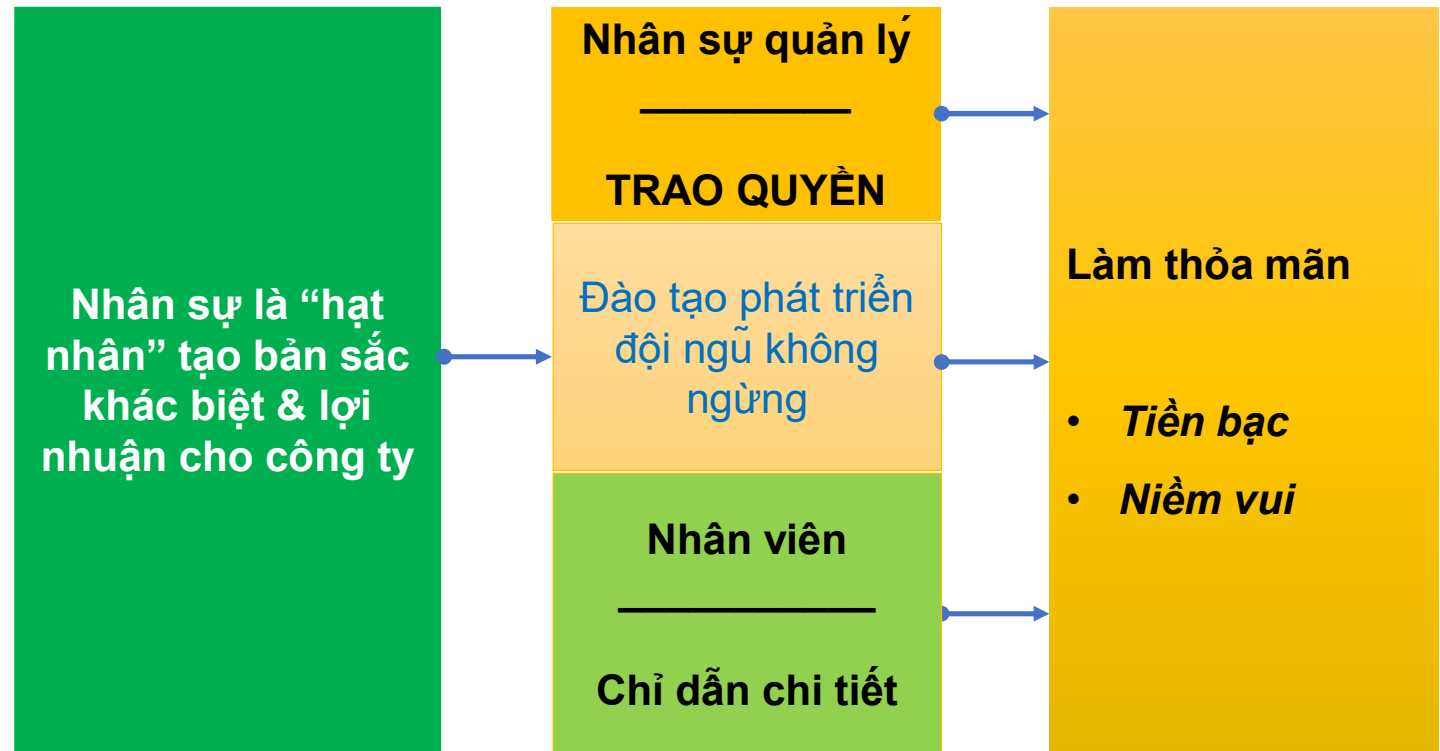 Nhân sự là “hạt
nhân” tạo bản sắc
khác biệt & lợi
nhuận cho công ty
Nhân sự quản lý
TRAO QUYỀN
Đào tạo phát triển
đội ngũ không
ngừng
Nhân viên
Chỉ dẫn chi tiết
Làm thỏa mãn
• Tiền bạc
• Niềm vui